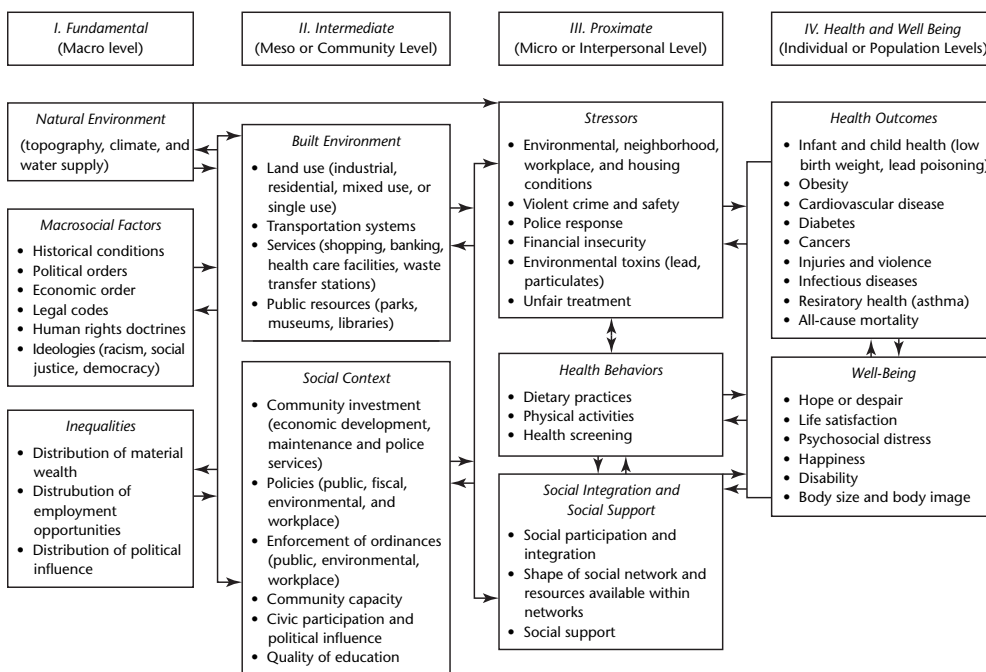 I. Fundamental
(Macro level)
II. Intermediate
(Meso or Community Level)
III. Proximate
(Micro or Interpersonal Level)
IV. Health and Well Being
(Individual or Population Levels)
Natural Environment
(topography, climate, and
water supply)
Macrosocial Factors
• Historical conditions
• Political orders
• Economic order
• Legal codes
• Human rights doctrines
• Ideologies (racism, social
justice, democracy)
Inequalities
• Distribution of material
wealth
• Distrubution of
employment
opportunities
• Distribution of political
influence
Built Environment
• Land use (industrial,
residential, mixed use, or
single use)
• Transportation systems
• Services (shopping, banking,
health care facilities, waste
transfer stations)
• Public resources (parks,
museums, libraries)
Social Context
• Community investment
(economic development,
maintenance and police
services)
• Policies (public, fiscal,
environmental, and
workplace)
• Enforcement of ordinances
(public, environmental,
workplace)
• Community capacity
• Civic participation and
political influence
• Quality of education
Stressors
• Environmental, neighborhood,
workplace, and housing
conditions
• Violent crime and safety
• Police response
• Financial insecurity
• Environmental toxins (lead,
particulates)
• Unfair treatment
Health Behaviors
• Dietary practices
• Physical activities
• Health screening
Social Integration and
Social Support
• Social participation and
integration
• Shape of social network and
resources available within
networks
• Social support
Health Outcomes
• Infant and child health (low
birth weight, lead poisoning)
• Obesity
• Cardiovascular disease
• Diabetes
• Cancers
• Injuries and violence
• Infectious diseases
• Resiratory health (asthma)
• All-cause mortality
Well-Being
• Hope or despair
• Life satisfaction
• Psychosocial distress
• Happiness
• Disability
• Body size and body image